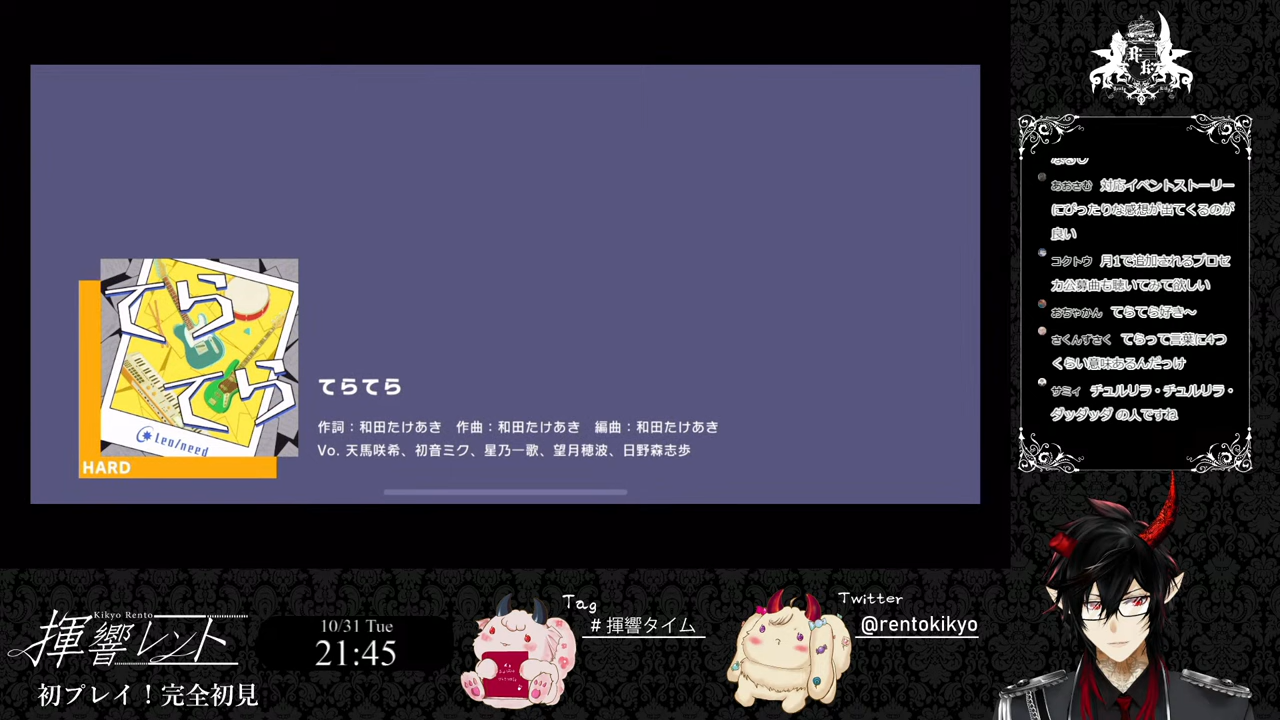 てらてら
Leo/need
HARD
てらてら
作詞：和田たけあき　作曲：和田たけあき　編曲：和田たけあき
Vo. 天馬咲希、初音ミク、星乃一歌、望月穂波、日野森志歩
あおさむ 対応イベントストーリー
にぴったりな感想が出てくるのが
良い
コクトウ 月1で追加されるプロセ
カ公募曲も聴いてみて欲しい
おちゃかん てらてら好き〜
さくんずさく てらって言葉に4つ
くらい意味あるんだっけ
サミィ チュルリラ・チュルリラ・
ダッダッダ の人ですね
Kikyo Rento
揮響レント
初プレイ！完全初見
10/31 Tue
21:45
Tag
#揮響タイム
Twitter
@rentokikyo